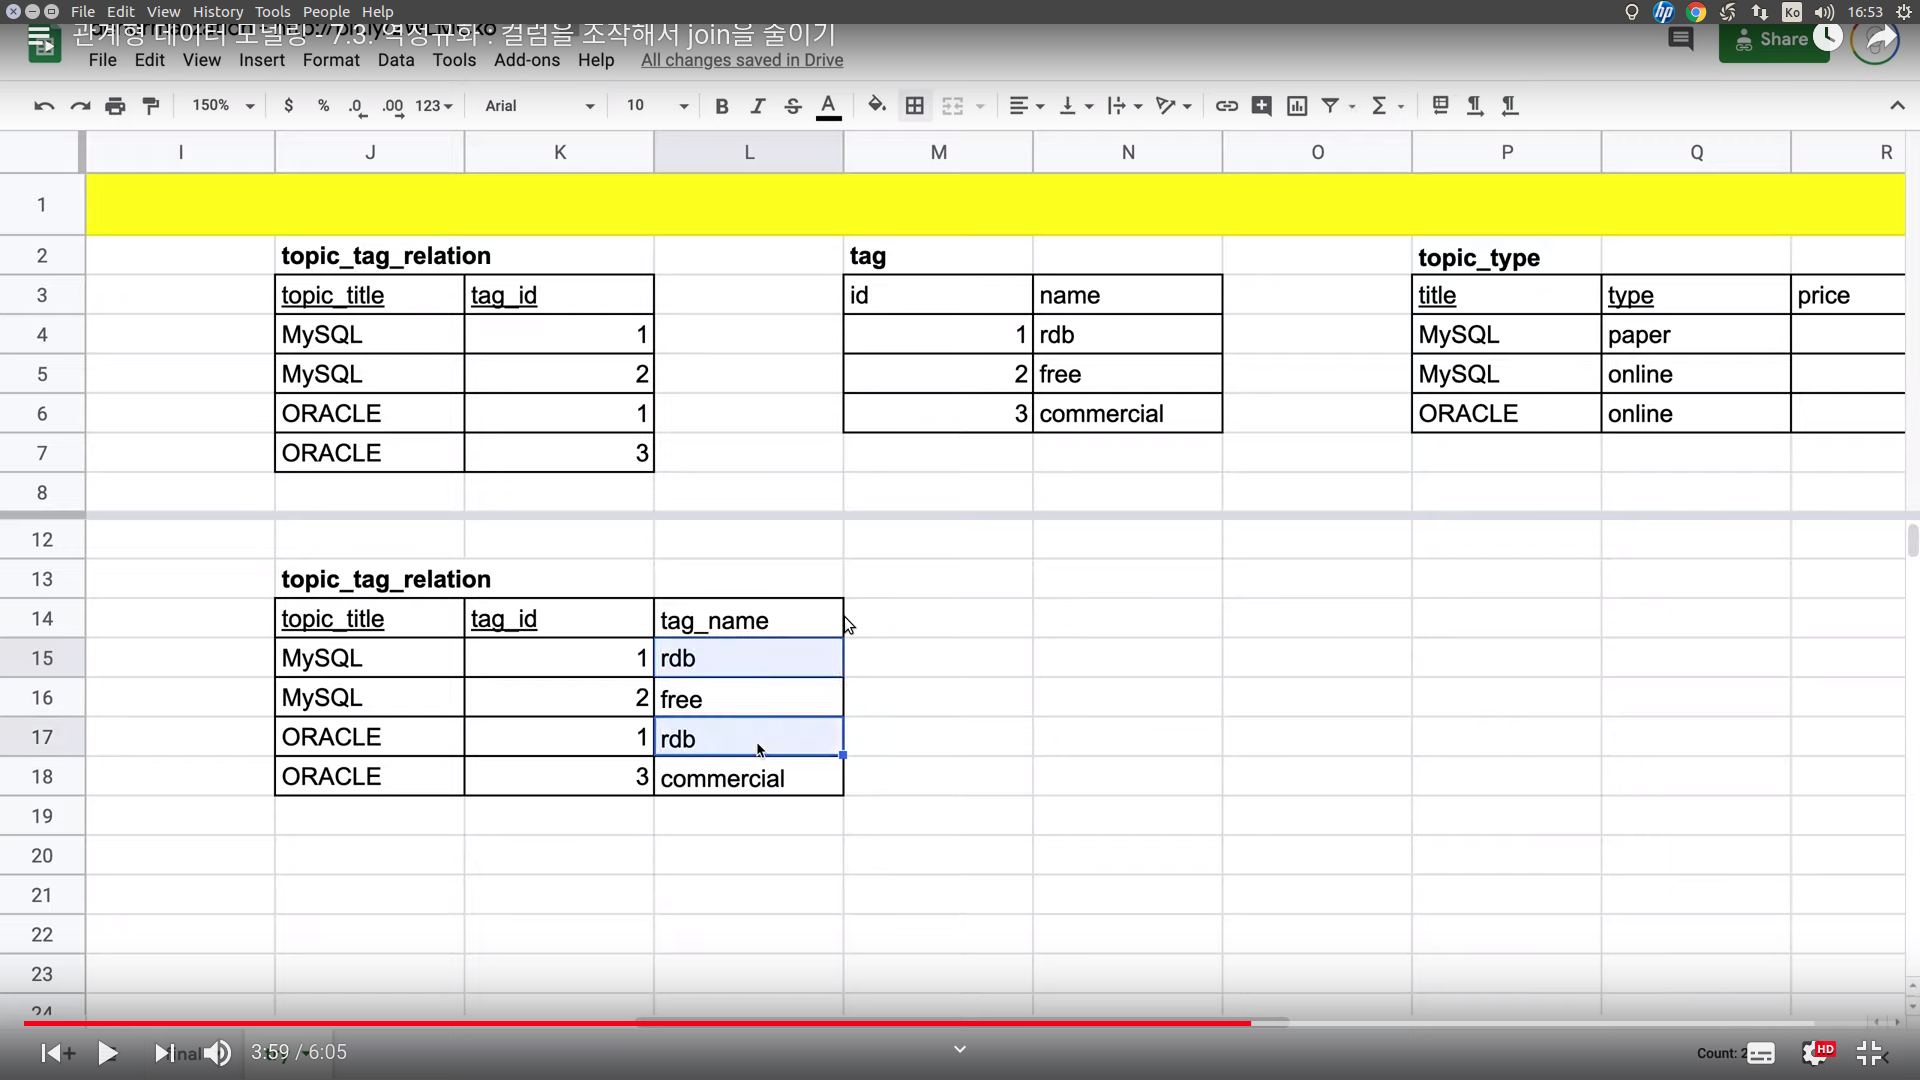 File Edit View History Tools People Help
Ko 16:53
관계형 데이터 모델링 - 7.3. 역정규화 : 컬럼을 조작해서 join을 줄이기
Share
File Edit View Insert Format Data Tools Add-ons Help All changes saved in Drive
150% $ % .0 .00 123 Arial 10 B I S A
I J K L M N O P Q R
1
2 topic_tag_relation tag topic_type
3 topic_title tag_id id name title type price
4 MySQL 1 1 rdb MySQL paper
5 MySQL 2 2 free MySQL online
6 ORACLE 1 3 commercial ORACLE online
7 ORACLE 3
8
12
13 topic_tag_relation
14 topic_title tag_id tag_name
15 MySQL 1 rdb
16 MySQL 2 free
17 ORACLE 1 rdb
18 ORACLE 3 commercial
19
20
21
22
23
24
3:59 / 6:05 Count: 2 HD